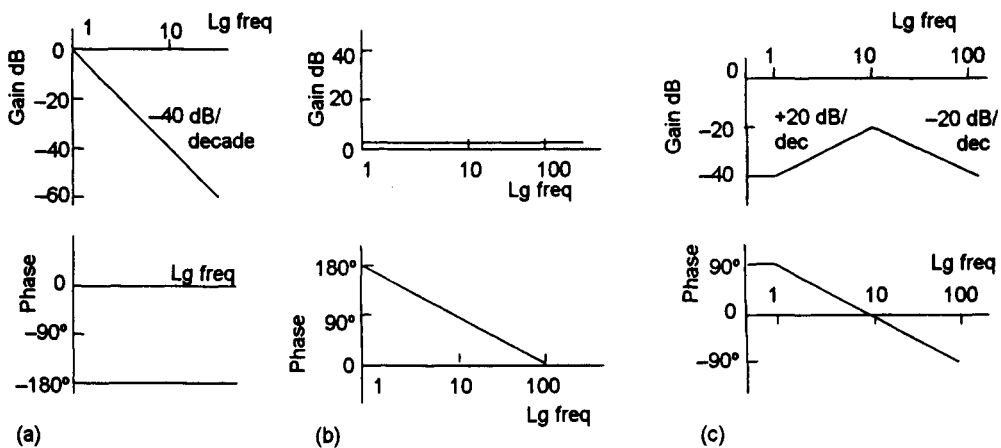 Lg freq
1
10
0
−20
−40
−60
Gain dB
−40 dB/
decade
Phase
Lg freq
0
−90°
−180°
(a)
Gain dB
40
20
0
1
10
100
Lg freq
Phase
180°
90°
0
1
10
100
Lg freq
(b)
Lg freq
1
10
100
Gain dB
0
−20
−40
+20 dB/
dec
−20 dB/
dec
Phase
90°
0
−90°
Lg freq
1
10
100
(c)